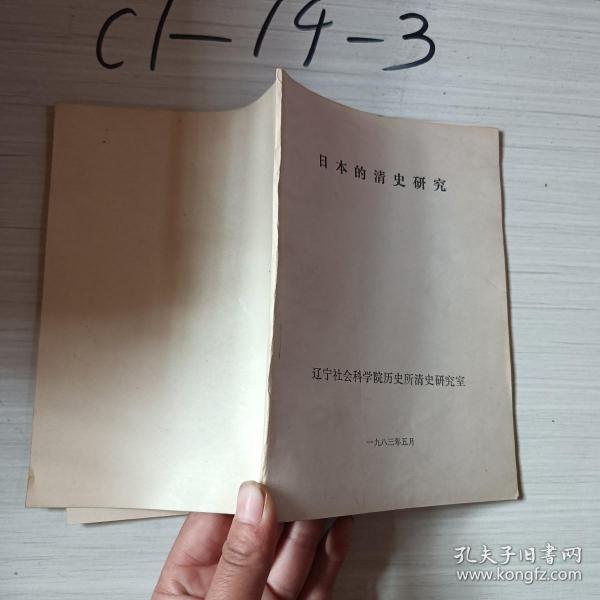 C1-14-3
日本的清史研究
辽宁社会科学院历史所清史研究室
一九八三年五月
孔夫子旧书网
www.kongfz.com